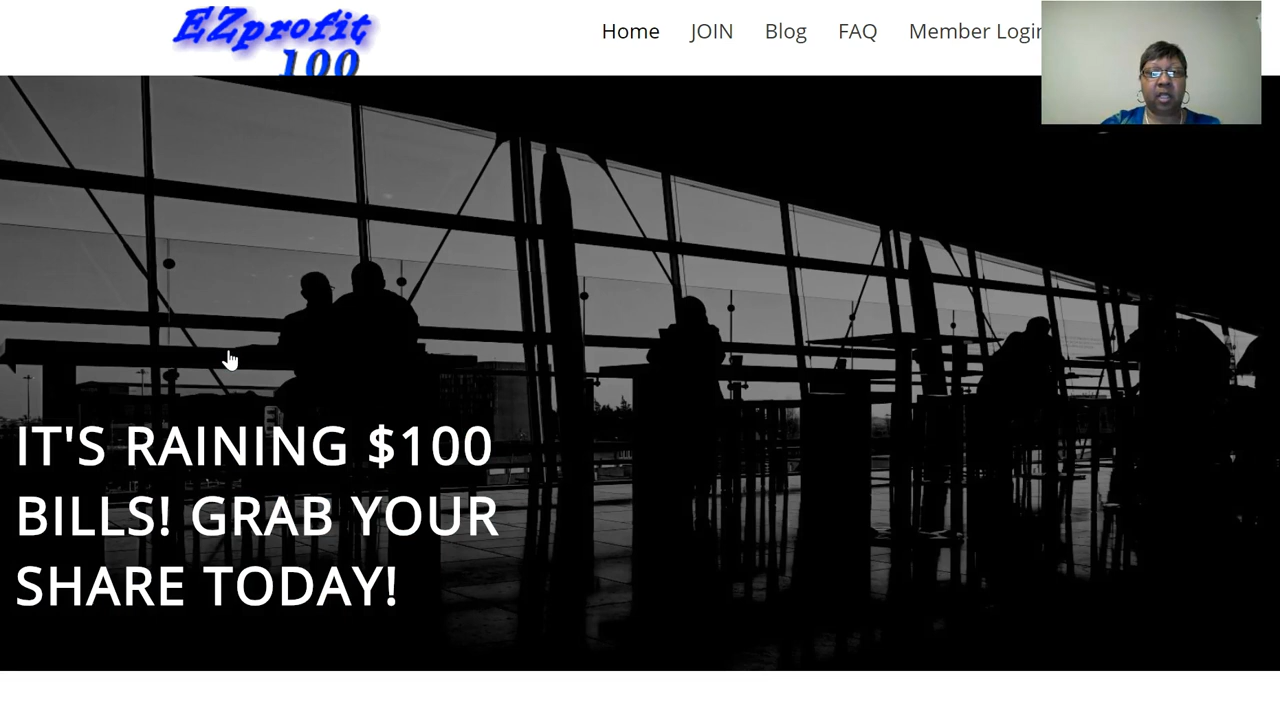 EZprofit
100
Home JOIN Blog FAQ Member Login
IT'S RAINING $100
BILLS! GRAB YOUR
SHARE TODAY!